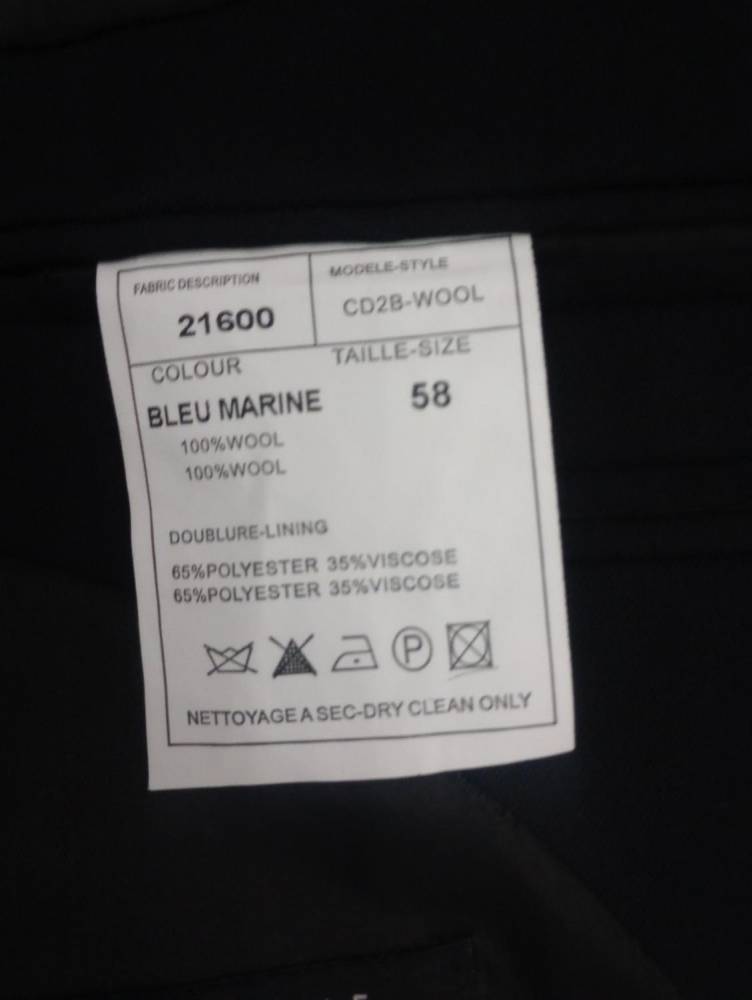 FABRIC DESCRIPTION
21600
MODELE-STYLE
CD2B-WOOL
COLOUR
BLEU MARINE
TAILLE-SIZE
58
100%WOOL
100%WOOL
DOUBLURE-LINING
65%POLYESTER 35%VISCOSE
65%POLYESTER 35%VISCOSE
P
NETTOYAGE A SEC-DRY CLEAN ONLY